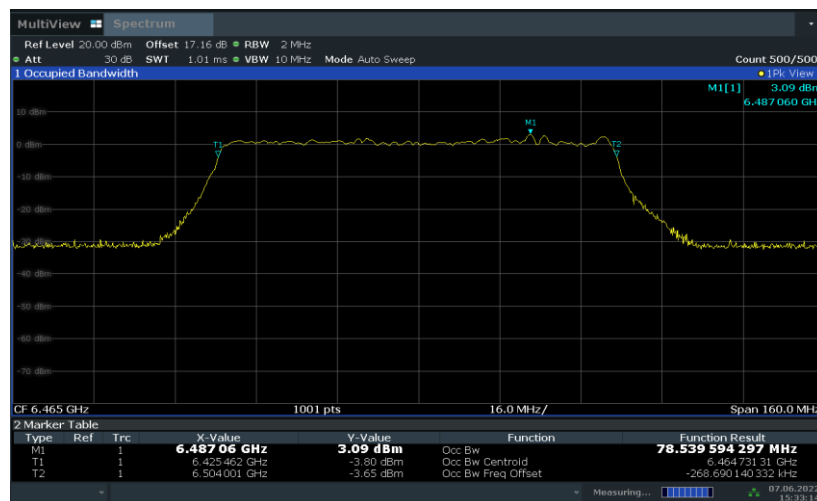 MultiView Spectrum
Ref Level 20.00 dBm Offset 17.16 dB RBW 2 MHz
Att 30 dB SWT 1.01 ms VBW 10 MHz Mode Auto Sweep Count 500/500
1 Occupied Bandwidth 1Pk View
M1[1] 3.09 dBm
6.487 060 GH
10 dBm
M1
0 dBm
T1
T2
-10 dBm
-20 dBm
-30 dBm
-40 dBm
-50 dBm
-60 dBm
-70 dBm
CF 6.465 GHz 1001 pts 16.0 MHz/ Span 160.0 MHz
2 Marker Table
Type Ref Trc X-Value Y-Value Function Function Result
M1 1 6.487 06 GHz 3.09 dBm Occ Bw 78.539 594 297 MHz
T1 1 6.425 462 GHz -3.80 dBm Occ Bw Centroid 6.464 731 31 GHz
T2 1 6.504 001 GHz -3.65 dBm Occ Bw Freq Offset -268.690 140 332 kHz
Measuring... 07.06.2022
15:33:14